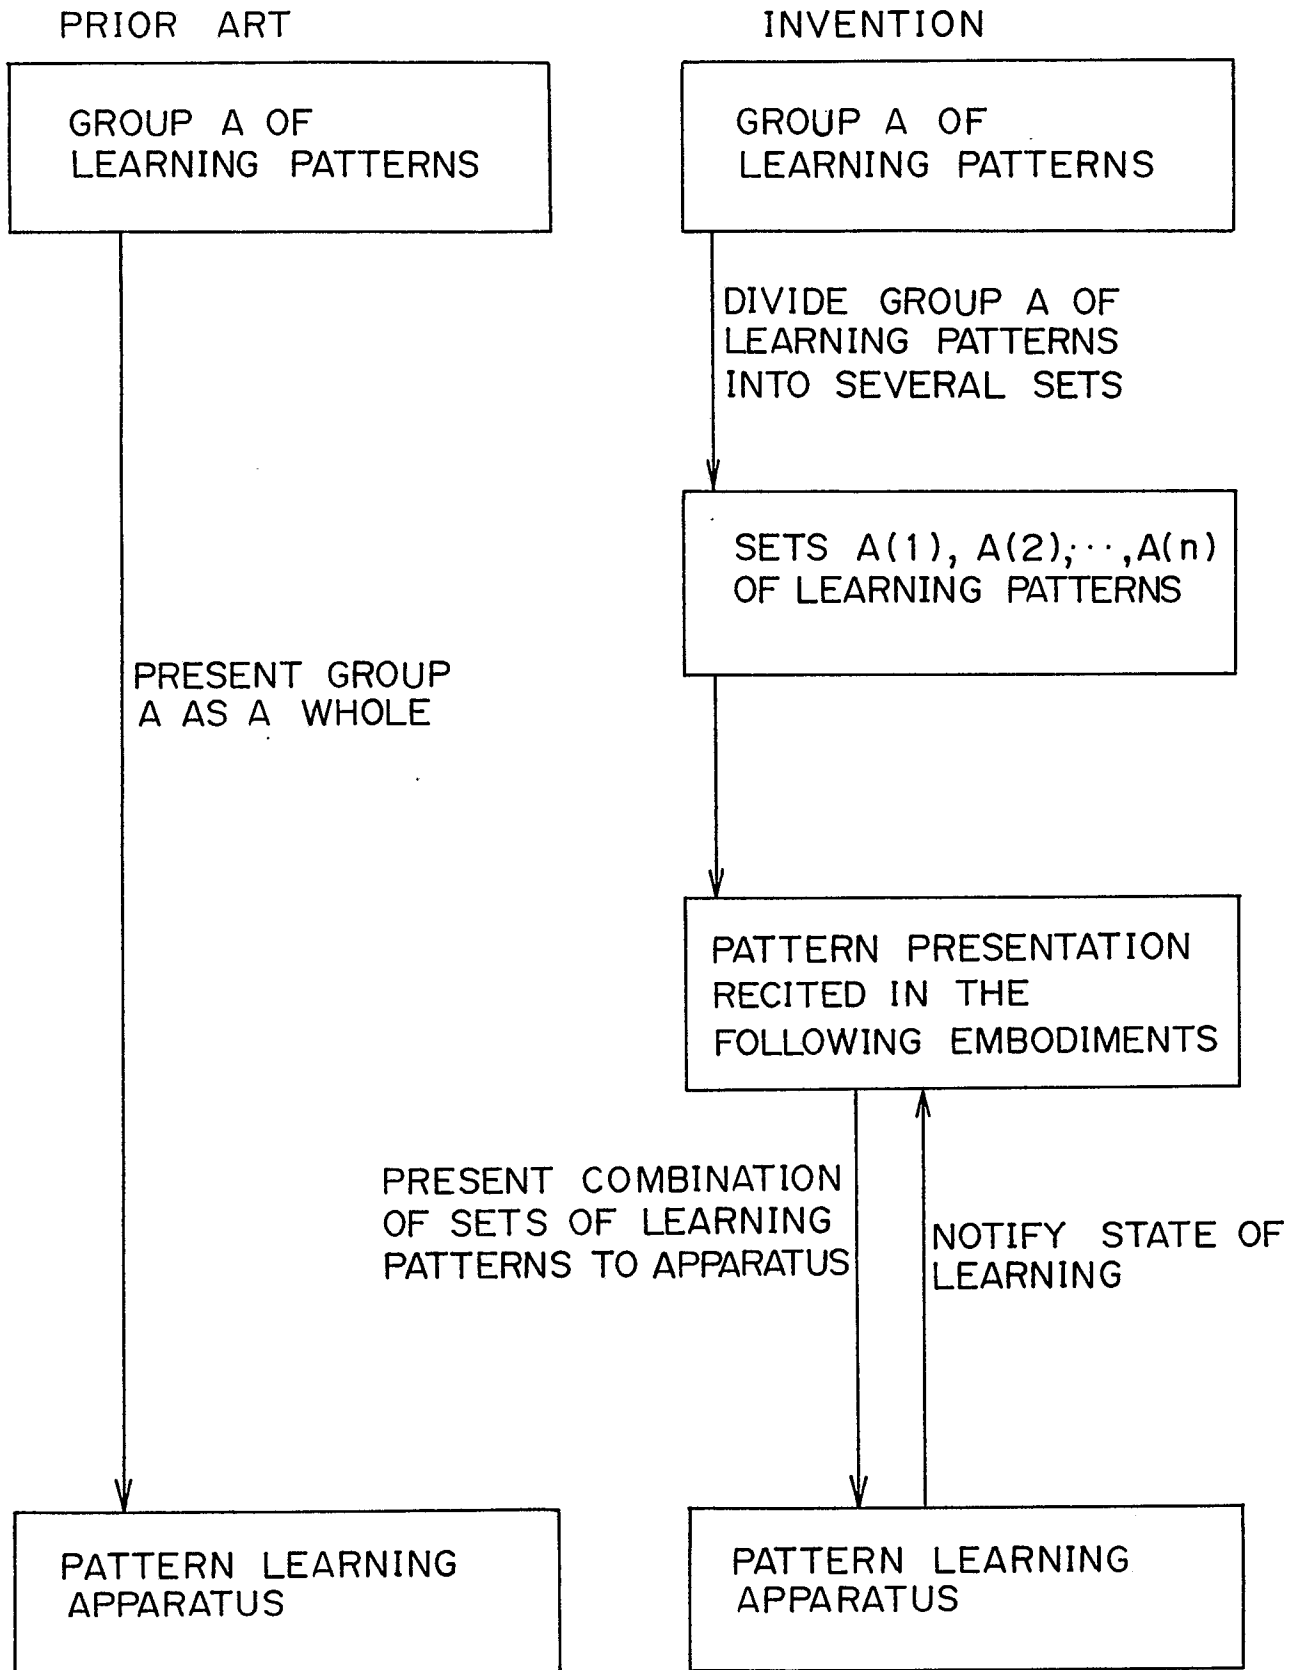 PRIOR ART
GROUP A OF
LEARNING PATTERNS
PRESENT GROUP
A AS A WHOLE
PATTERN LEARNING
APPARATUS
INVENTION
GROUP A OF
LEARNING PATTERNS
DIVIDE GROUP A OF
LEARNING PATTERNS
INTO SEVERAL SETS
SETS A(1), A(2),···,A(n)
OF LEARNING PATTERNS
PATTERN PRESENTATION
RECITED IN THE
FOLLOWING EMBODIMENTS
PRESENT COMBINATION
OF SETS OF LEARNING
PATTERNS TO APPARATUS
NOTIFY STATE OF
LEARNING
PATTERN LEARNING
APPARATUS